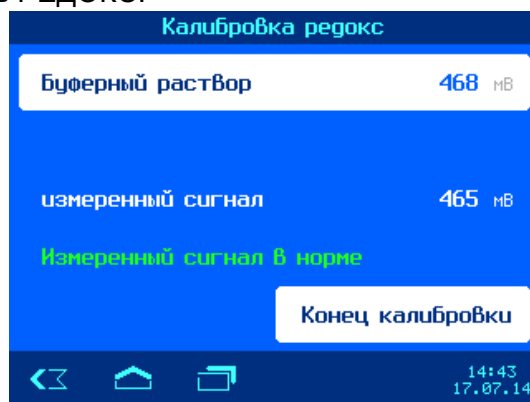 Калибровка редокс
Буферный раствор 468 мВ
измеренный сигнал 465 мВ
Измеренный сигнал в норме
Конец калибровки
14:43
17.07.14